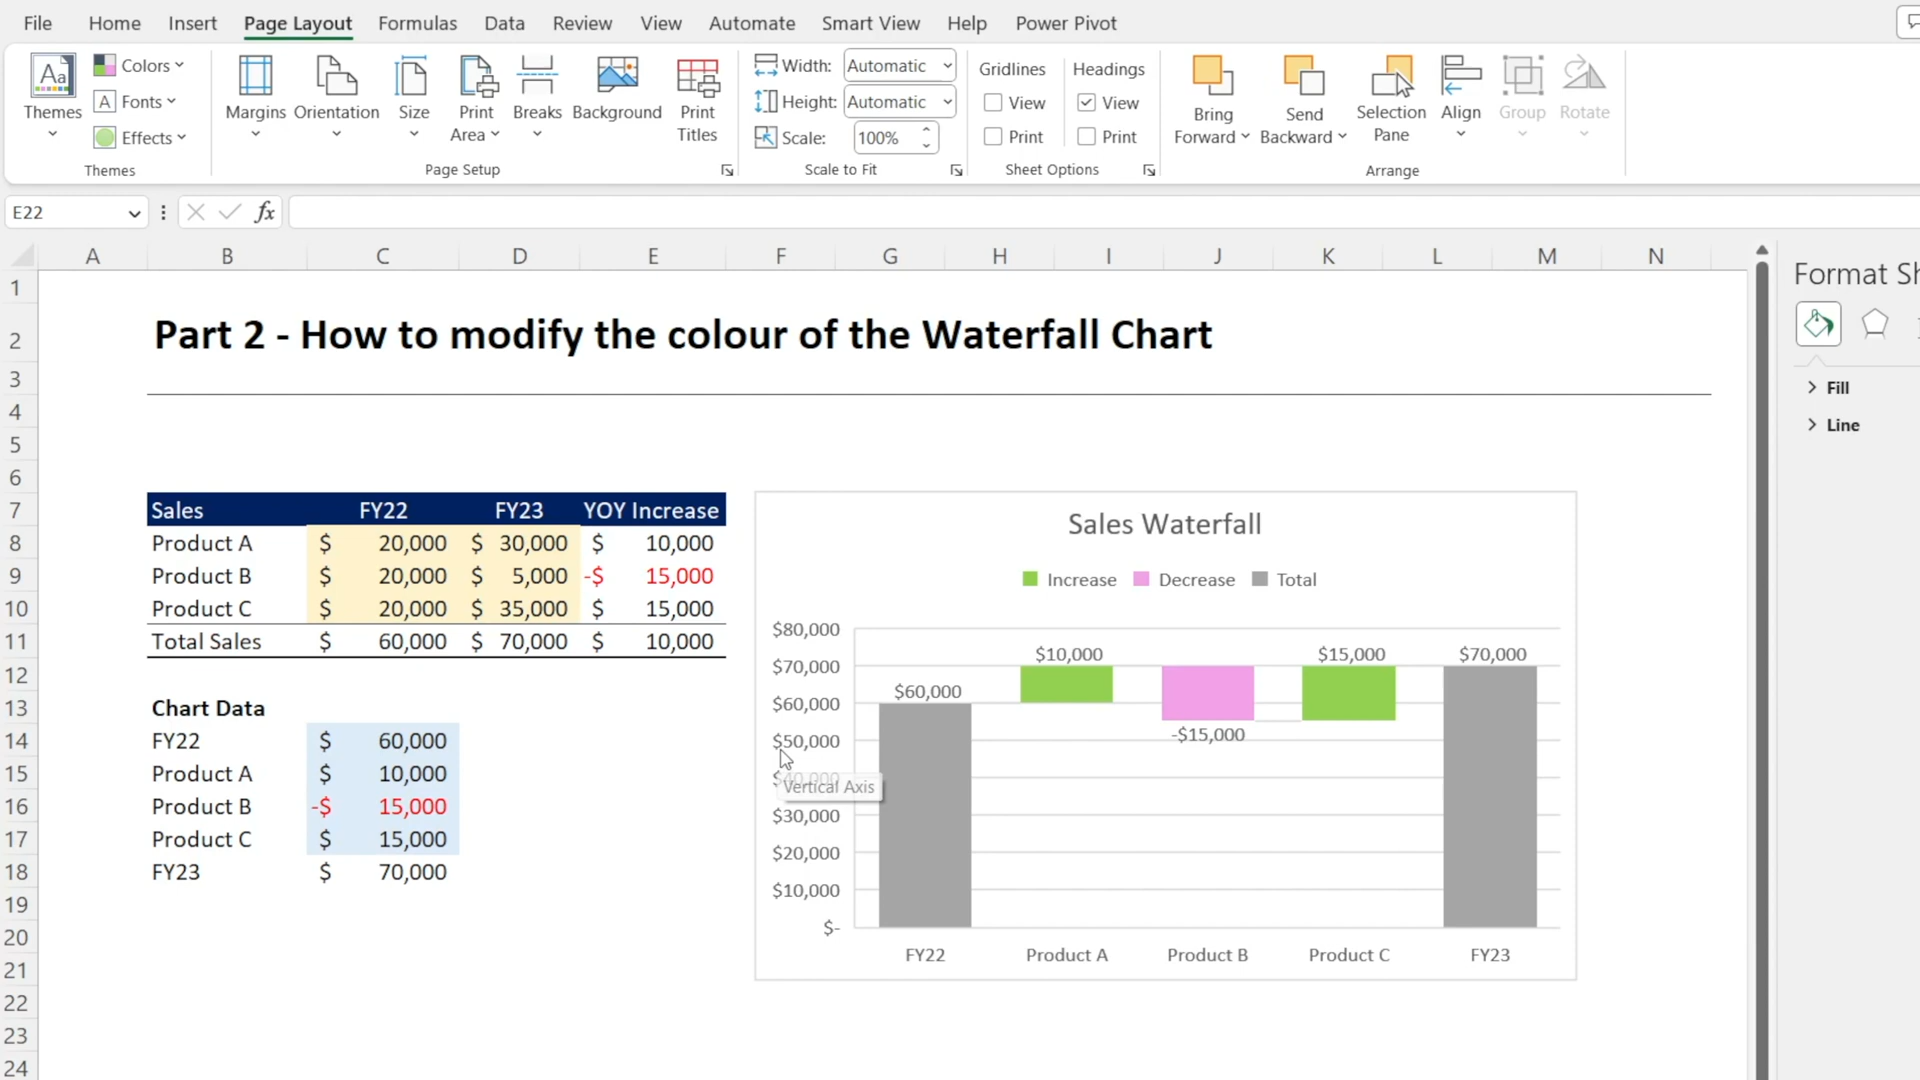 File Home Insert Page Layout Formulas Data Review View Automate Smart View Help Power Pivot
Themes
Colors
Fonts
Effects
Themes
Margins
Orientation
Size
Print Area
Breaks
Background
Print Titles
Page Setup
Width: Automatic
Height: Automatic
Scale: 100%
Scale to Fit
Gridlines
View
Print
Headings
View
Print
Sheet Options
Bring Forward
Send Backward
Selection Pane
Align
Group
Rotate
Arrange
E22 fx
A B C D E F G H I J K L M N
1
2 Part 2 - How to modify the colour of the Waterfall Chart
3
4
5
6
7 Sales FY22 FY23 YOY Increase
8 Product A $ 20,000 $ 30,000 $ 10,000
9 Product B $ 20,000 $ 5,000 -$ 15,000
10 Product C $ 20,000 $ 35,000 $ 15,000
11 Total Sales $ 60,000 $ 70,000 $ 10,000
12
13 Chart Data
14 FY22 $ 60,000
15 Product A $ 10,000
16 Product B -$ 15,000
17 Product C $ 15,000
18 FY23 $ 70,000
19
20
21
22
23
24
Sales Waterfall
Increase Decrease Total
$80,000
$70,000
$60,000
$50,000
$40,000
$30,000
$20,000
$10,000
$-
$60,000
$10,000
-$15,000
$15,000
$70,000
Vertical Axis
FY22 Product A Product B Product C FY23
Format Sh
Fill
Line